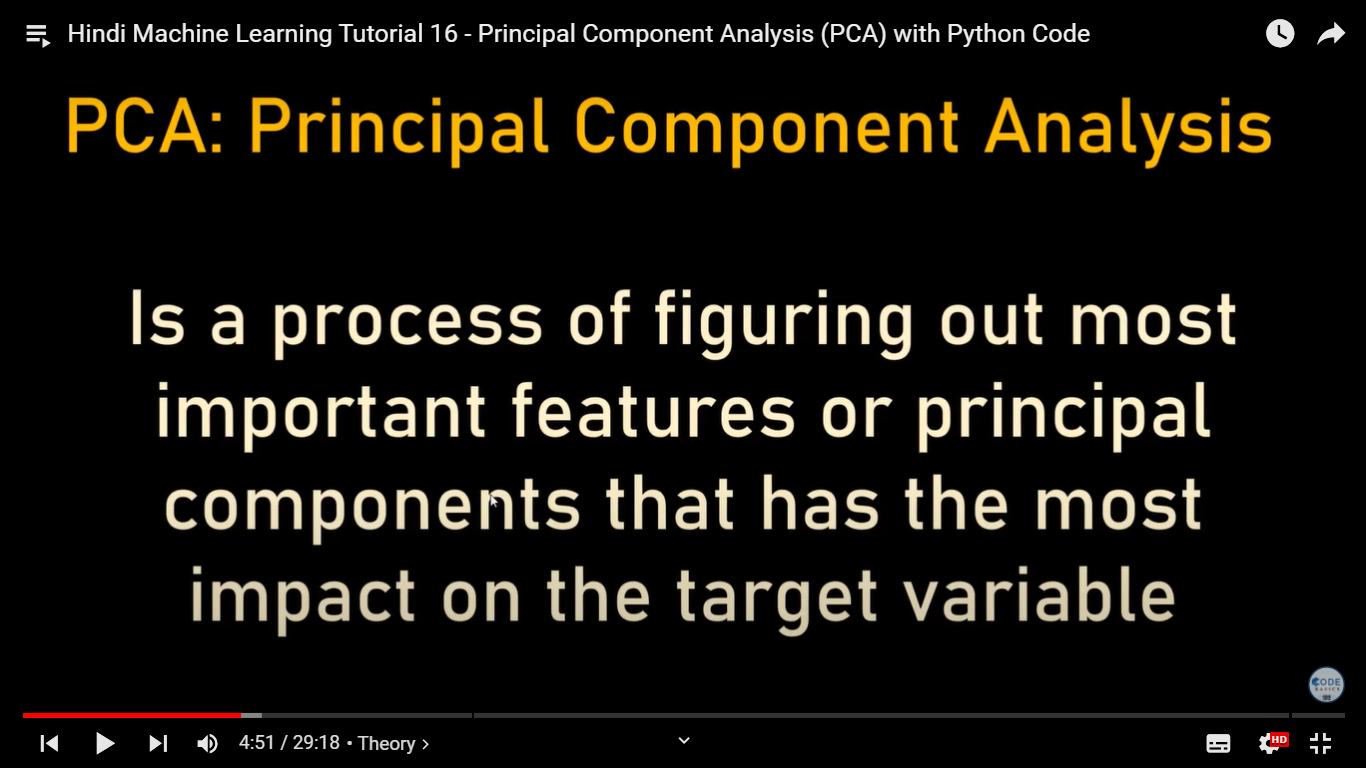 Hindi Machine Learning Tutorial 16 - Principal Component Analysis (PCA) with Python Code
PCA: Principal Component Analysis
Is a process of figuring out most
important features or principal
components that has the most
impact on the target variable
CODE
BASICS
4:51 / 29:18 • Theory ›
HD